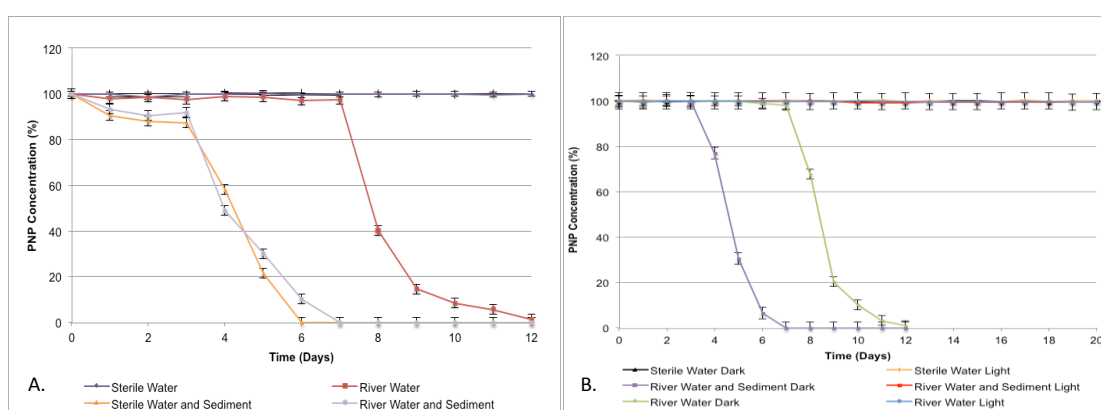 120
100
80
60
40
20
0
PNP Concentration (%)
0 2 4 6 8 10 12
Time (Days)
A.
Sterile Water River Water
Sterile Water and Sediment River Water and Sediment
120
100
80
60
40
20
0
PNP Concentration (%)
0 2 4 6 8 10 12 14 16 18 20
Time (Days)
B.
Sterile Water Dark Sterile Water Light
River Water and Sediment Dark River Water and Sediment Light
River Water Dark River Water Light